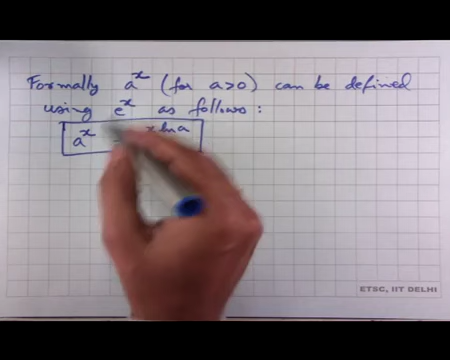 Formally a^x (for a>0) can be defined
using e^x as follows:
a^x = x ln a
ETSC, IIT DELHI